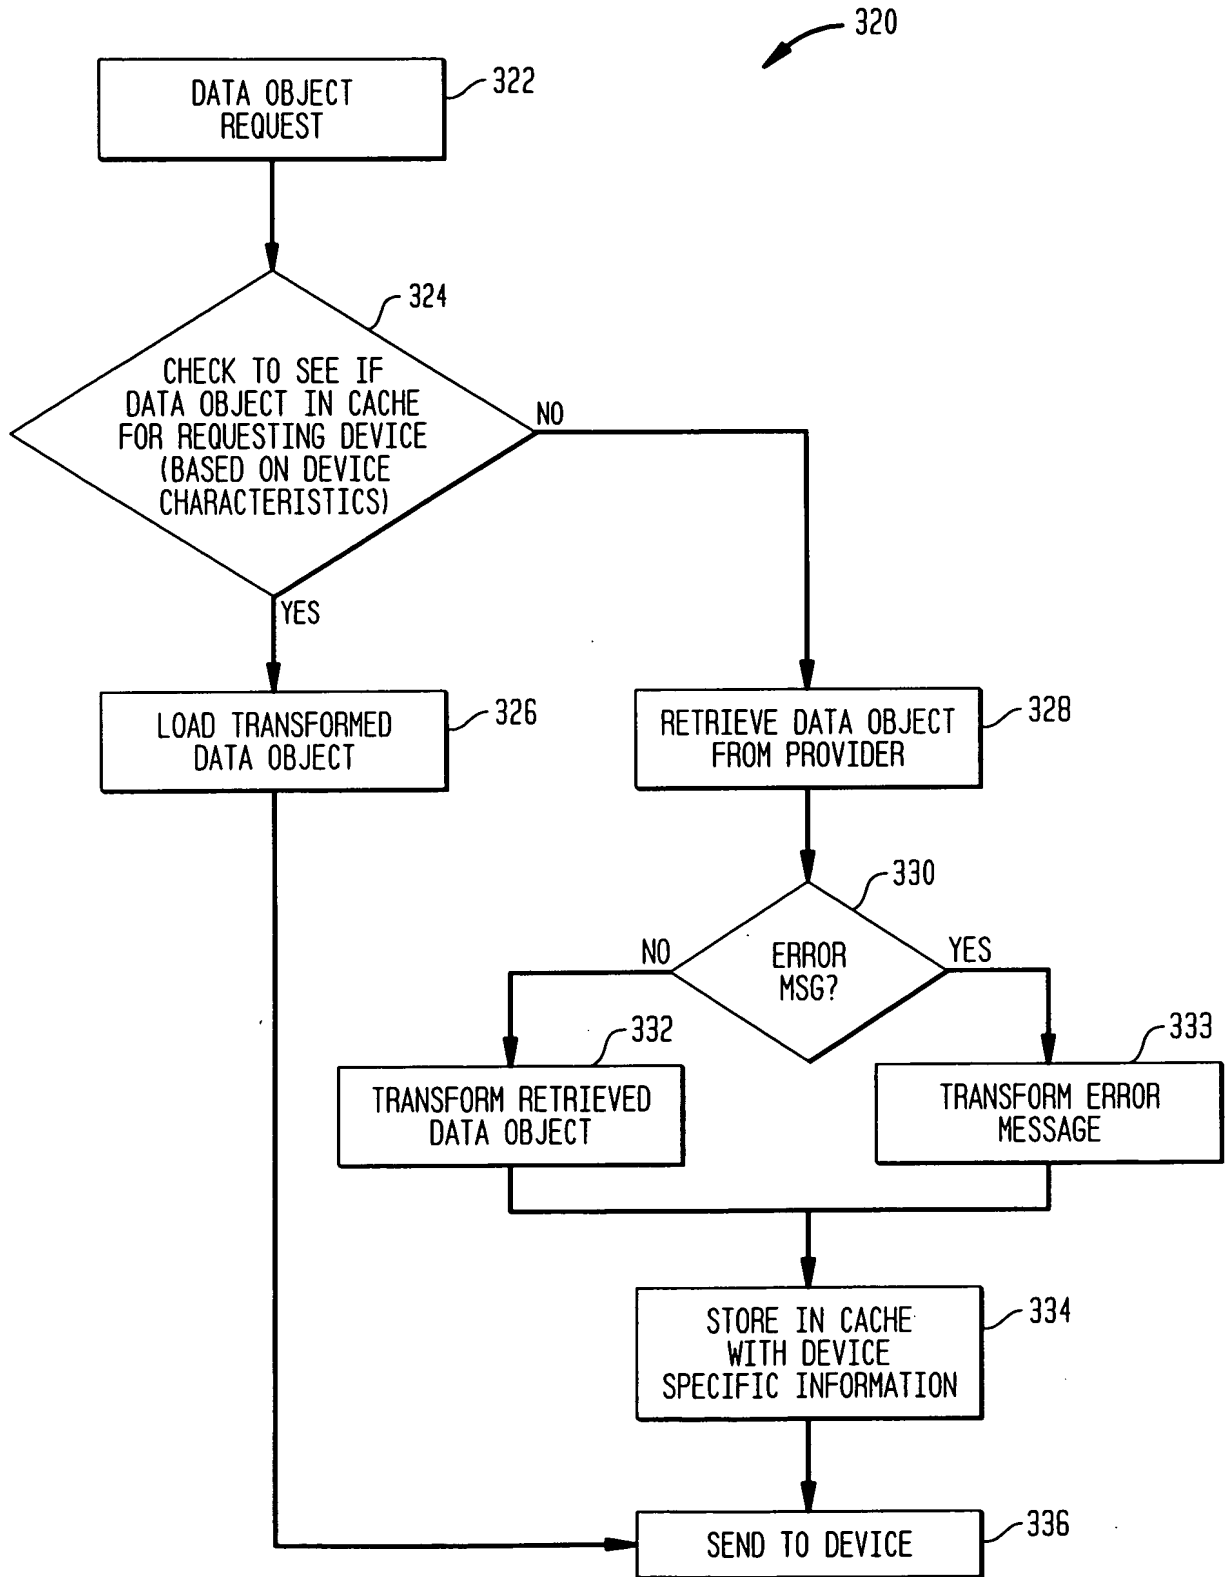 320
DATA OBJECT
REQUEST
322
324
CHECK TO SEE IF
DATA OBJECT IN CACHE
FOR REQUESTING DEVICE
(BASED ON DEVICE
CHARACTERISTICS)
NO
YES
LOAD TRANSFORMED
DATA OBJECT
326
RETRIEVE DATA OBJECT
FROM PROVIDER
328
330
ERROR
MSG?
NO
YES
332
TRANSFORM RETRIEVED
DATA OBJECT
333
TRANSFORM ERROR
MESSAGE
STORE IN CACHE
WITH DEVICE
SPECIFIC INFORMATION
334
SEND TO DEVICE
336